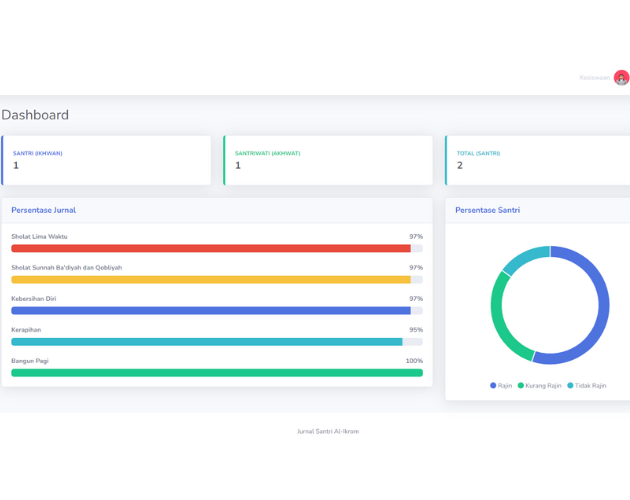 Kesiswaan
Dashboard
SANTRI (IKHWAN)
1
SANTRIWATI (AKHWAT)
1
TOTAL (SANTRI)
2
Persentase Jurnal
Sholat Lima Waktu 97%
Sholat Sunnah Ba'diyah dan Qobliyah 97%
Kebersihan Diri 97%
Kerapihan 95%
Bangun Pagi 100%
Persentase Santri
Rajin Kurang Rajin Tidak Rajin
Jurnal Santri Al-Ikrom